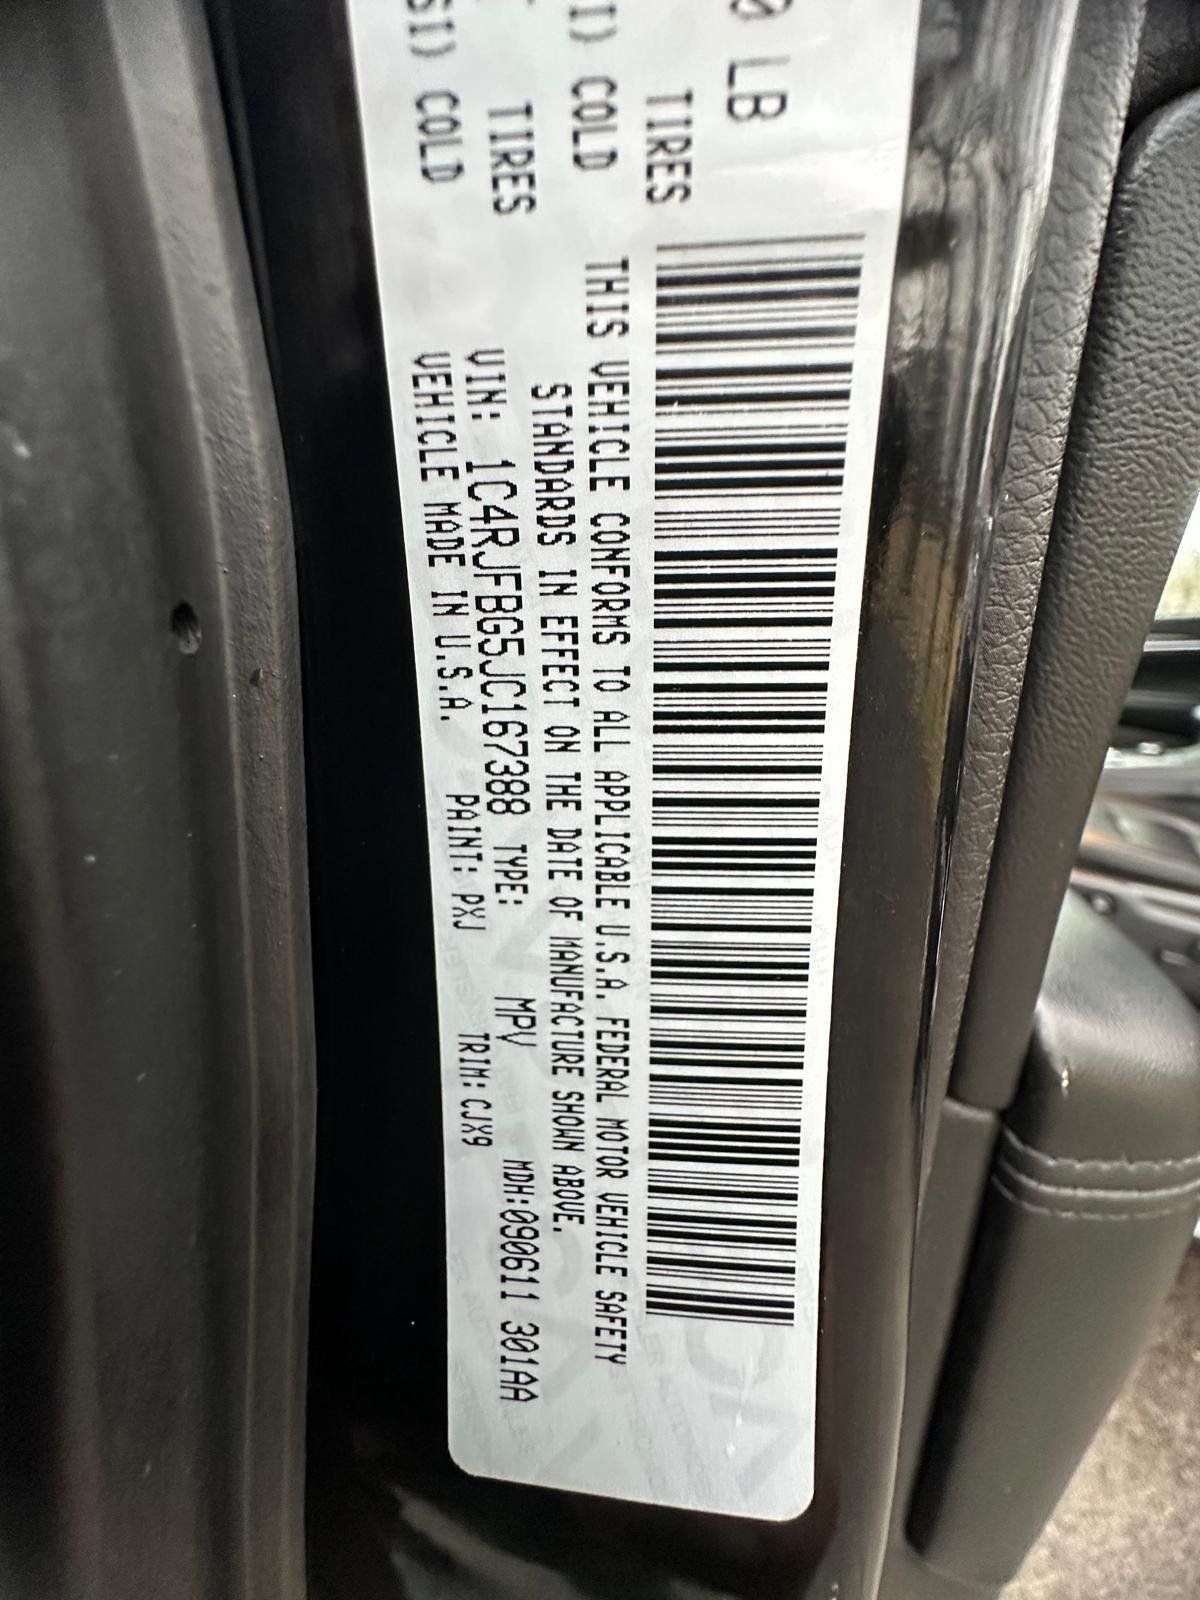 0 LB
TIRES
I) COLD
TIRES
SI) COLD
THIS VEHICLE CONFORMS TO ALL APPLICABLE U.S.A. FEDERAL MOTOR VEHICLE SAFETY
STANDARDS IN EFFECT ON THE DATE OF MANUFACTURE SHOWN ABOVE.
VIN: 1C4RJFBG5JC167388 TYPE: MPV MDH:090611 301AA
VEHICLE MADE IN U.S.A. PAINT: PXJ TRIM:CJX9